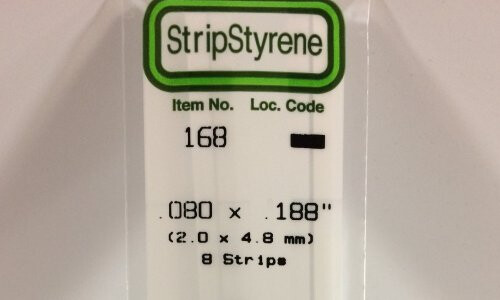 StripStyrene
Item No. Loc. Code
168
.080 x .188"
(2.0 x 4.8 mm)
8 Strips